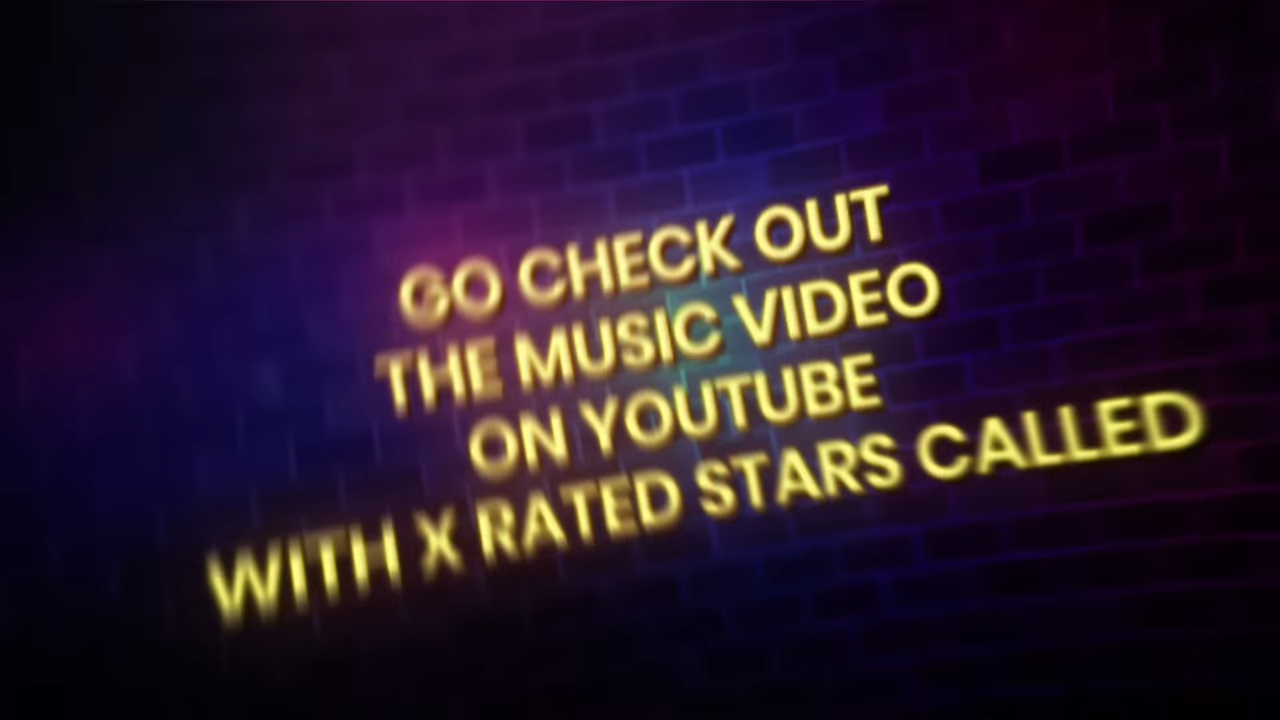 GO CHECK OUT
THE MUSIC VIDEO
ON YOUTUBE
WITH X RATED STARS CALLED